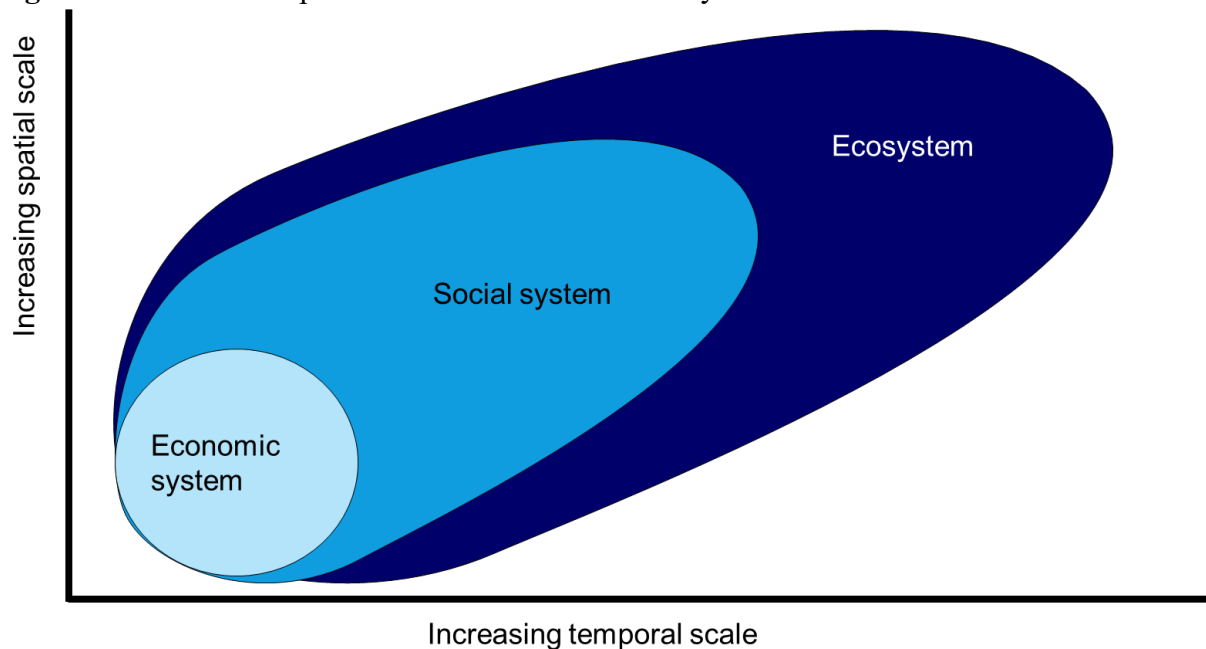 Increasing spatial scale
Ecosystem
Social system
Economic
system
Increasing temporal scale